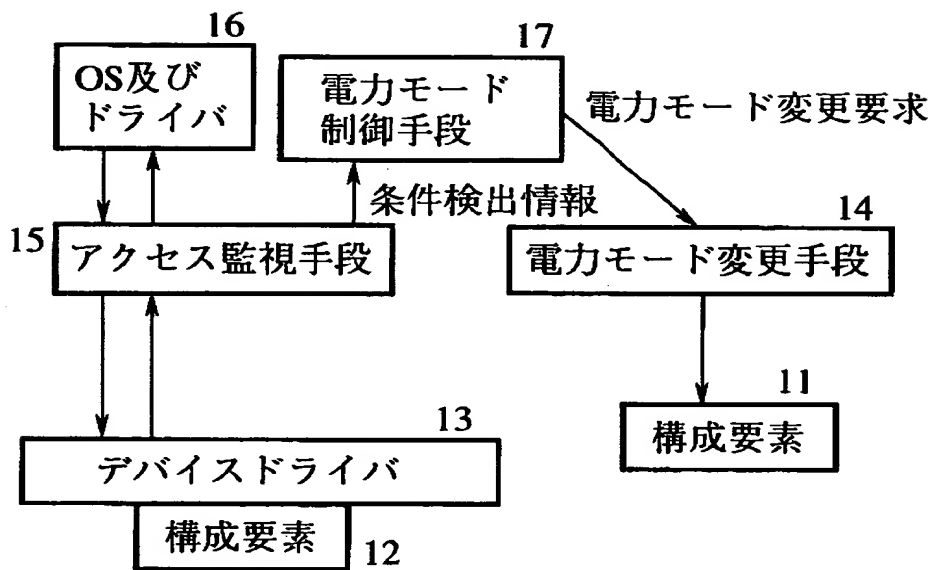 16
OS及び
ドライバ
17
電力モード
制御手段
電力モード変更要求
条件検出情報
15
アクセス監視手段
14
電力モード変更手段
13
デバイスドライバ
11
構成要素
構成要素
12